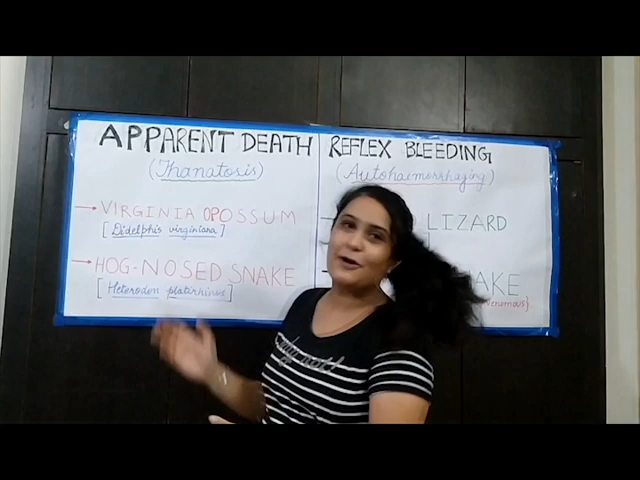 APPARENT DEATH
(Thanatosis)
→ VIRGINIA OPOSSUM
[Didelphis virginiana]
→ HOG-NOSED SNAKE
[Heterodon platirhinos]
REFLEX BLEEDING
(Autohaemorrhaging)
LIZARD